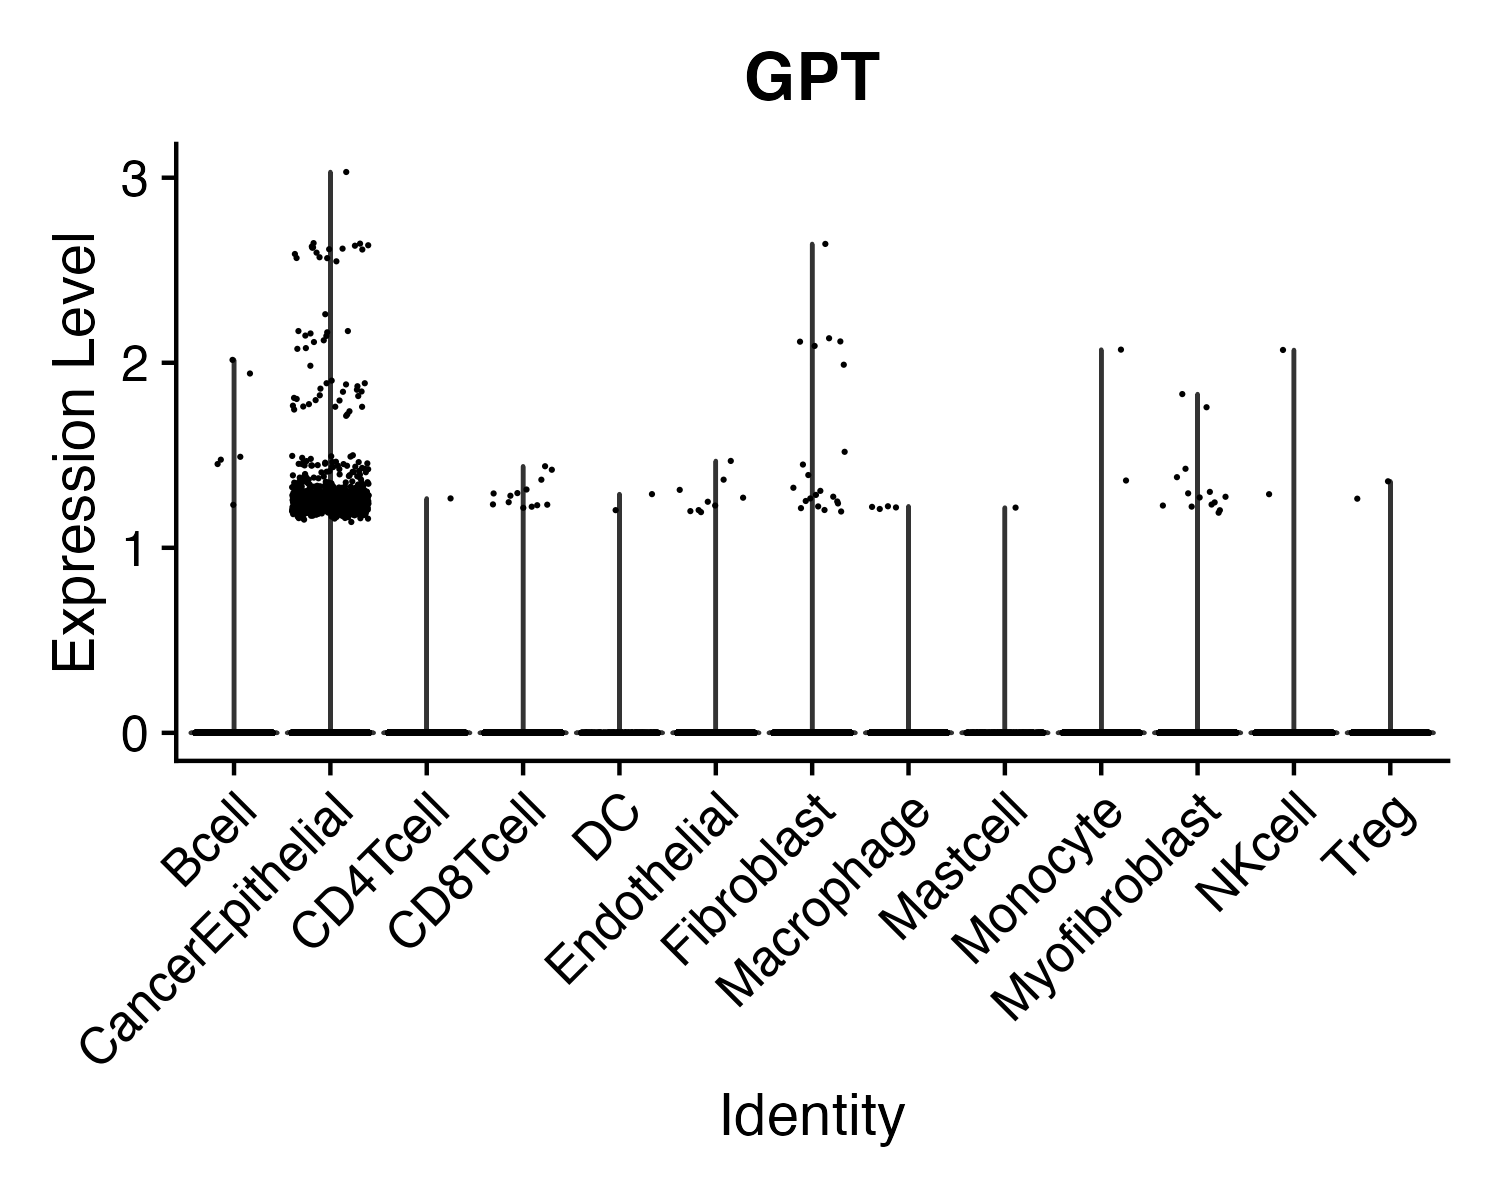 GPT
Expression Level
3
2
1
0
Bcell
CancerEpithelial
CD4Tcell
CD8Tcell
DC
Endothelial
Fibroblast
Macrophage
Mastcell
Monocyte
Myofibroblast
NKcell
Treg
Identity